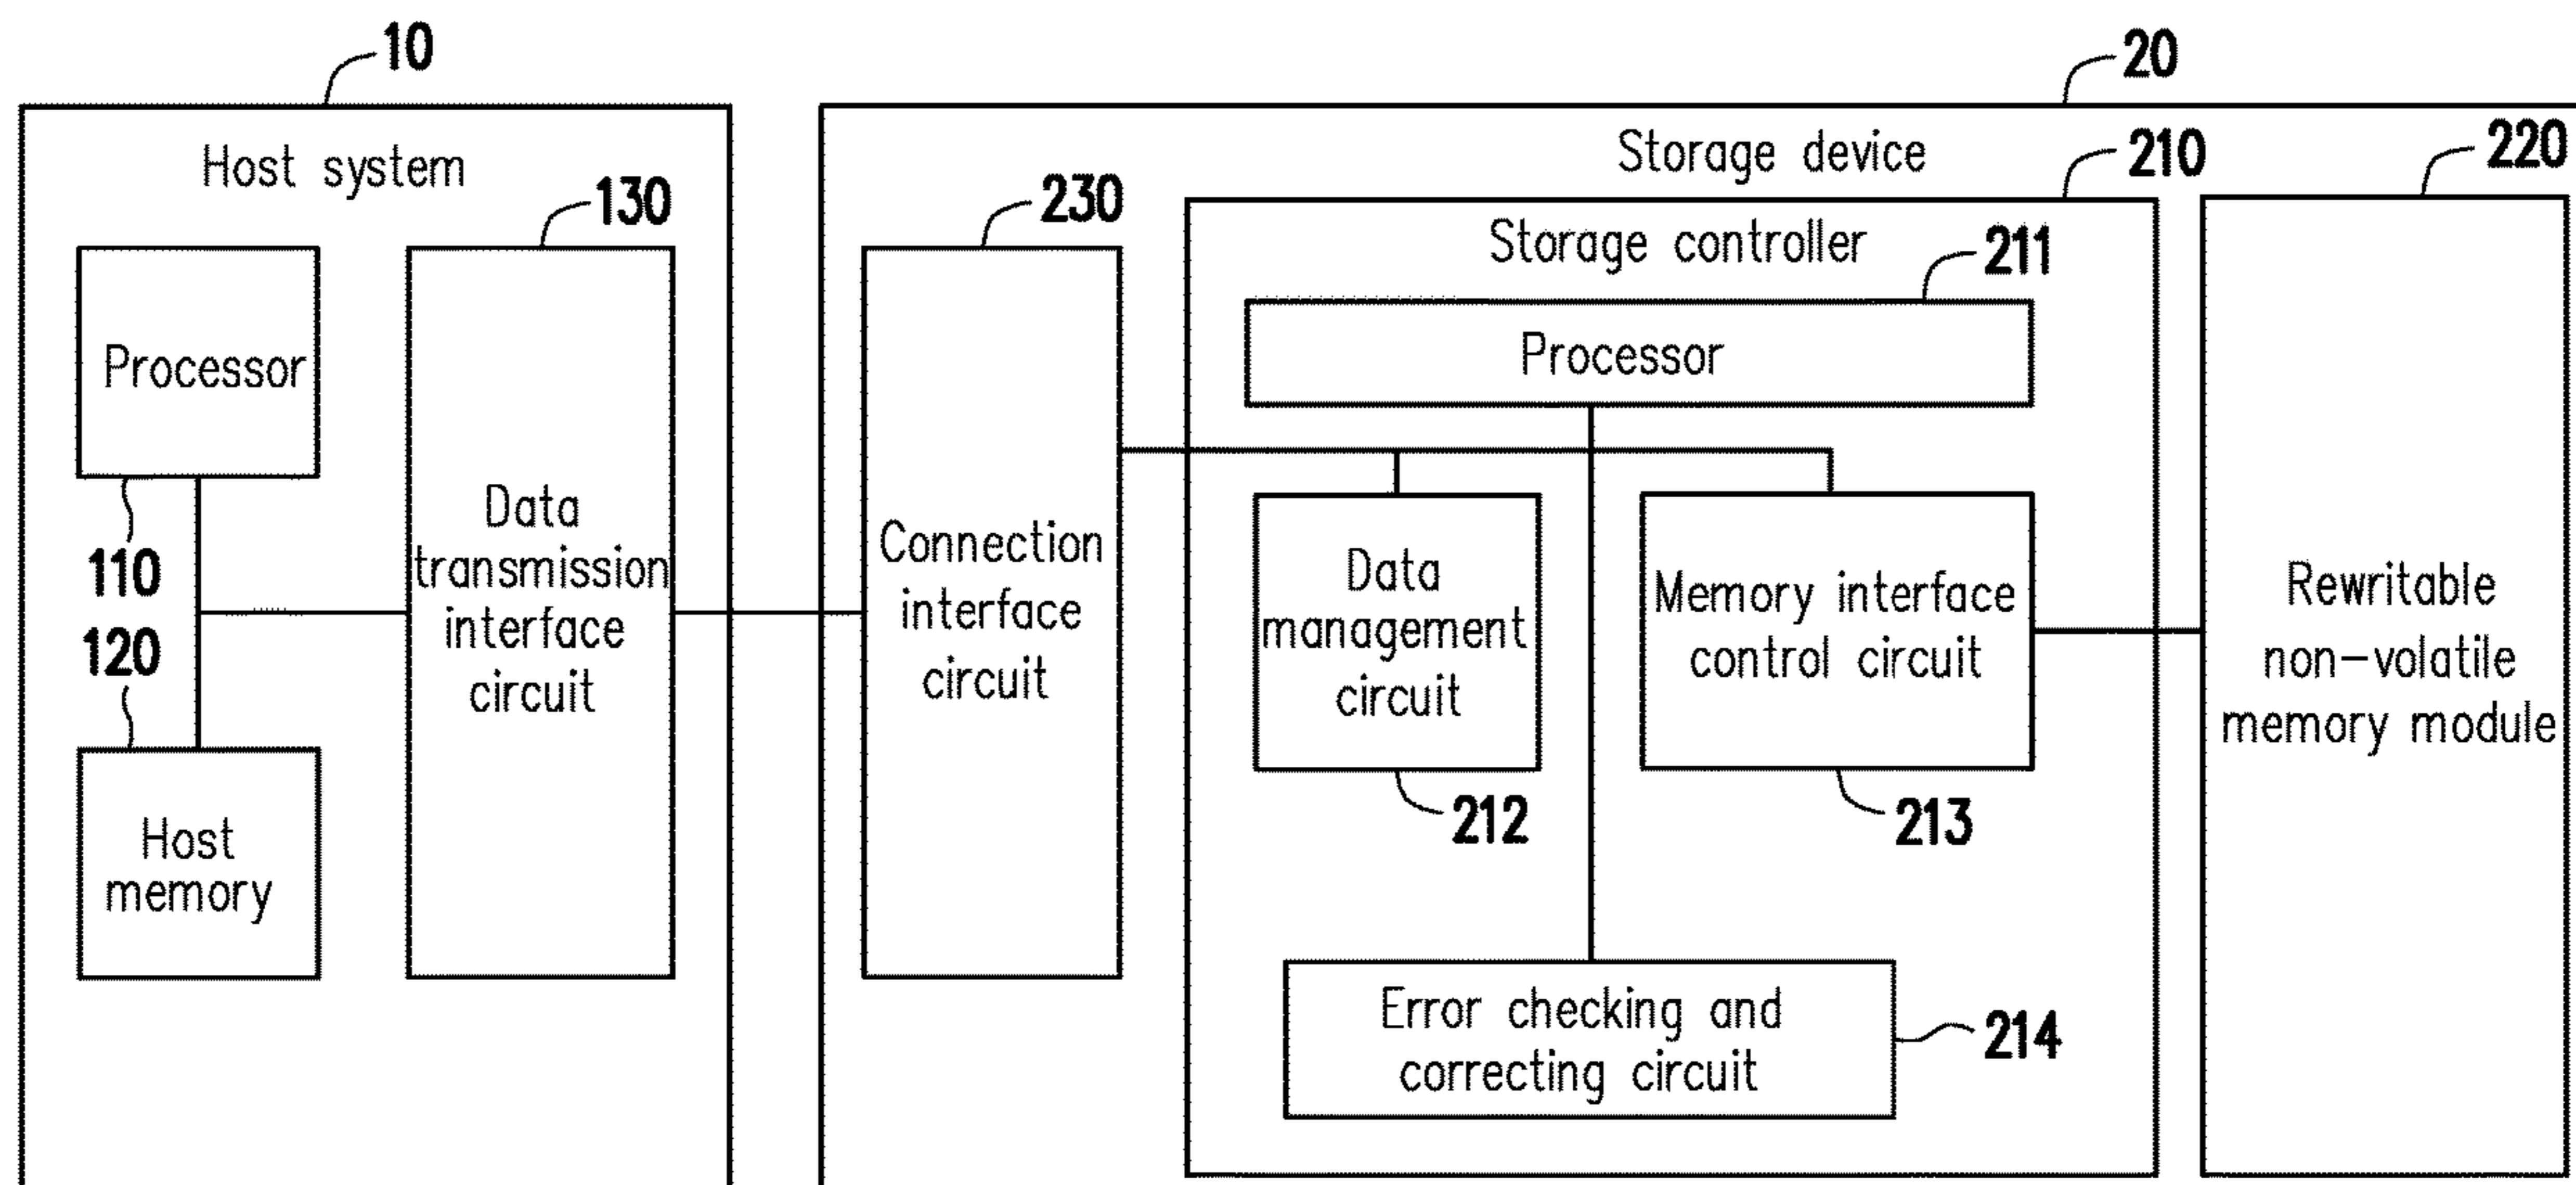 10
20
Host system
Storage device
210
220
130
230
Storage controller
211
Processor
Processor
110
120
Data
transmission
interface
circuit
Connection
interface
circuit
Data
management
circuit
Memory interface
control circuit
Rewritable
non-volatile
memory module
212
213
Host
memory
Error checking and
correcting circuit
214